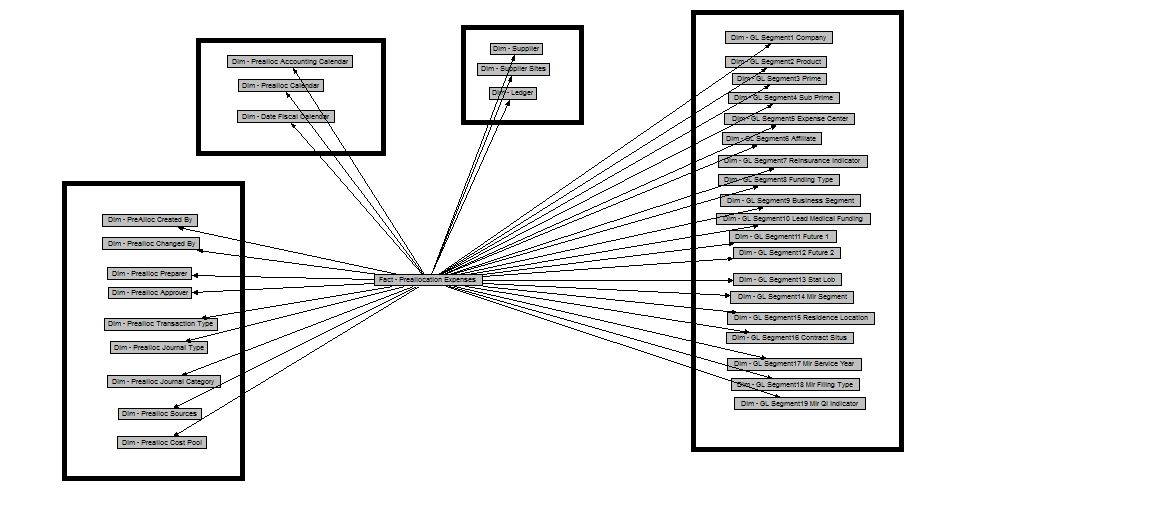 Dim - Prealloc Accounting Calendar
Dim - Prealloc Calendar
Dim - Date Fiscal Calendar
Dim - Supplier
Dim - Supplier Sites
Dim - Ledger
Dim - GL Segment1 Company
Dim - GL Segment2 Product
Dim - GL Segment3 Prime
Dim - GL Segment4 Sub Prime
Dim - GL Segment5 Expense Center
Dim - GL Segment6 Affiliate
Dim - GL Segment7 Reinsurance Indicator
Dim - GL Segment8 Funding Type
Dim - GL Segment9 Business Segment
Dim - GL Segment10 Lead Medical Funding
Dim - GL Segment11 Future 1
Dim - GL Segment12 Future 2
Dim - GL Segment13 Stat Lob
Dim - GL Segment14 Mlr Segment
Dim - GL Segment15 Residence Location
Dim - GL Segment16 Contract Situs
Dim - GL Segment17 Mlr Service Year
Dim - GL Segment18 Mlr Filing Type
Dim - GL Segment19 Mlr QI Indicator
Dim - PreAlloc Created By
Dim - Prealloc Changed By
Dim - Prealloc Preparer
Dim - Prealloc Approver
Dim - Prealloc Transaction Type
Dim - Prealloc Journal Type
Dim - Prealloc Journal Category
Dim - Prealloc Sources
Dim - Prealloc Cost Pool
Fact - Preallocation Expenses